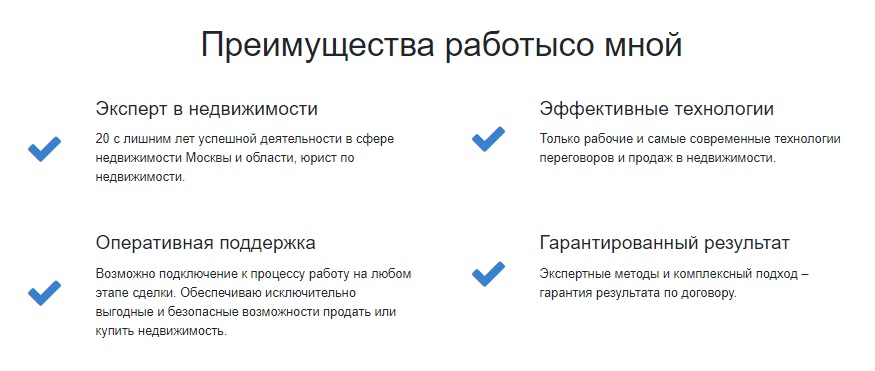 Преимущества работысо мной
Эксперт в недвижимости
20 с лишним лет успешной деятельности в сфере
недвижимости Москвы и области, юрист по
недвижимости.
Эффективные технологии
Только рабочие и самые современные технологии
переговоров и продаж в недвижимости.
Оперативная поддержка
Возможно подключение к процессу работу на любом
этапе сделки. Обеспечиваю исключительно
выгодные и безопасные возможности продать или
купить недвижимость.
Гарантированный результат
Экспертные методы и комплексный подход –
гарантия результата по договору.